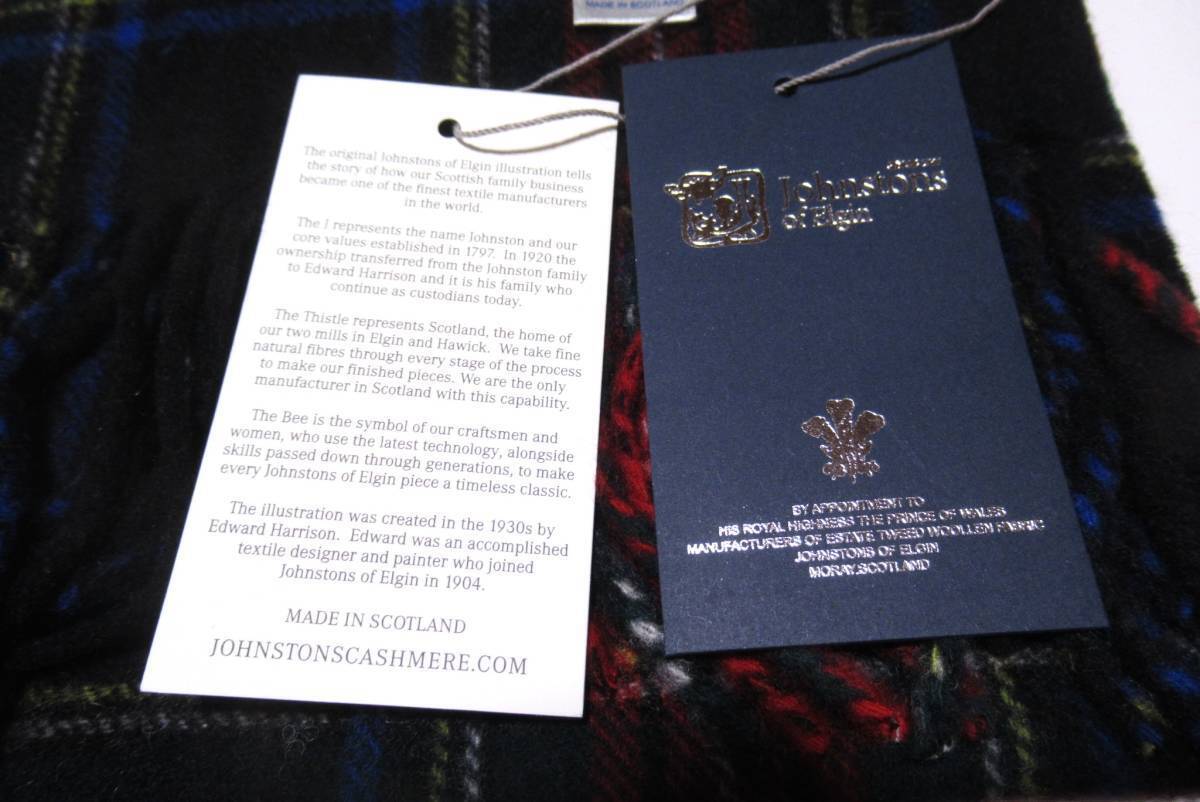 MADE IN SCOTLAND
The original Johnstons of Elgin illustration tells
the story of how our Scottish family business
became one of the finest textile manufacturers
in the world.
The J represents the name Johnston and our
core values established in 1797. In 1920 the
ownership transferred from the Johnston family
to Edward Harrison and it is his family who
continue as custodians today.
The Thistle represents Scotland, the home of
our two mills in Elgin and Hawick. We take fine
natural fibres through every stage of the process
to make our finished pieces. We are the only
manufacturer in Scotland with this capability.
The Bee is the symbol of our craftsmen and
women, who use the latest technology, alongside
skills passed down through generations, to make
every Johnstons of Elgin piece a timeless classic.
The illustration was created in the 1930s by
Edward Harrison. Edward was an accomplished
textile designer and painter who joined
Johnstons of Elgin in 1904.
MADE IN SCOTLAND
JOHNSTONSCASHMERE.COM
Johnstons
of Elgin
BY APPOINTMENT TO
HIS ROYAL HIGHNESS THE PRINCE OF WALES
MANUFACTURERS OF ESTATE TWEED WOOLLEN FABRIC
JOHNSTONS OF ELGIN
MORAY.SCOTLAND